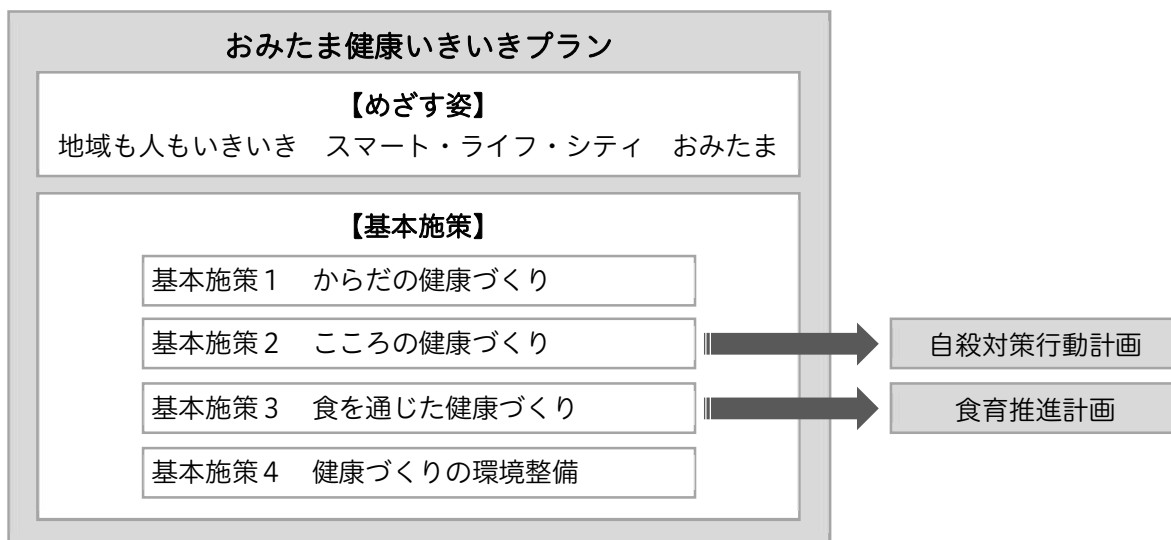 おみたま健康いきいきプラン
【めざす姿】
地域も人もいきいき　スマート・ライフ・シティ　おみたま
【基本施策】
基本施策１　からだの健康づくり
基本施策２　こころの健康づくり
自殺対策行動計画
基本施策３　食を通じた健康づくり
食育推進計画
基本施策４　健康づくりの環境整備